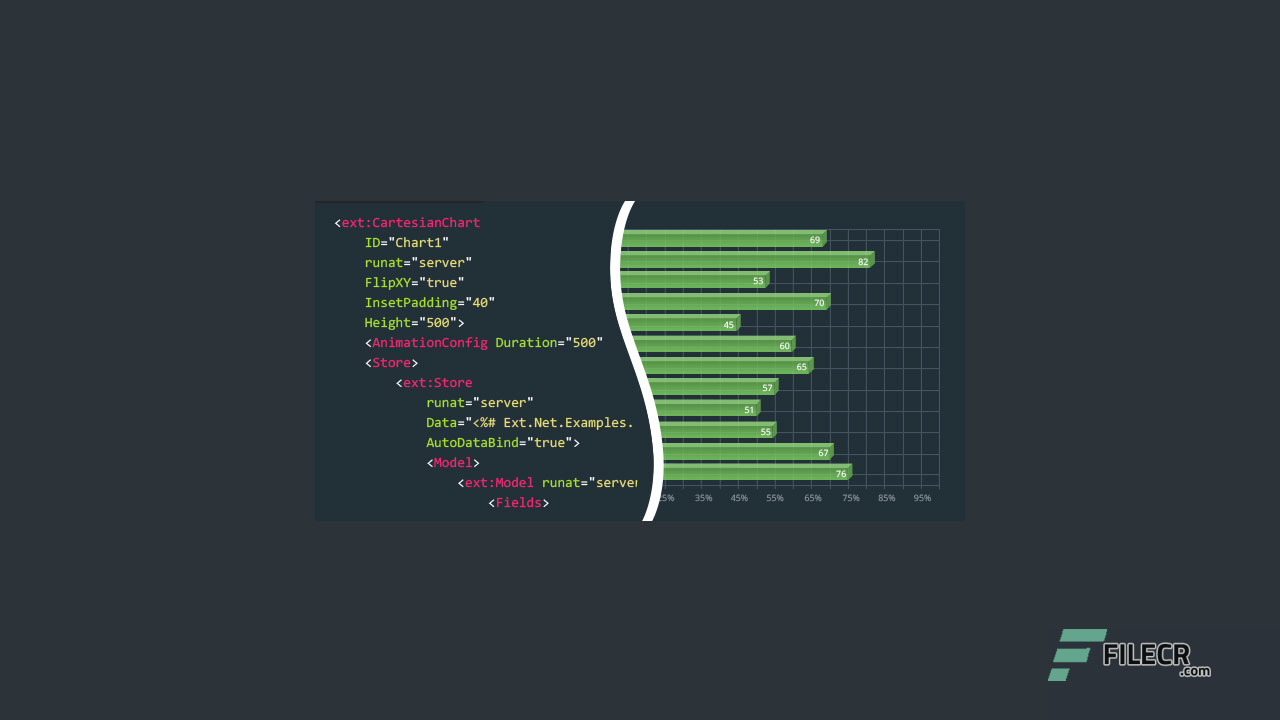 <ext:CartesianChart
ID="Chart1"
runat="server"
FlipXY="true"
InsetPadding="40"
Height="500">
<AnimationConfig Duration="500"
<Store>
<ext:Store
runat="server"
Data="<%# Ext.Net.Examples.
AutoDataBind="true">
<Model>
<ext:Model runat="server
<Fields>
69
82
53
70
45
60
65
57
51
55
67
76
25% 35% 45% 55% 65% 75% 85% 95%
FILECR
.com